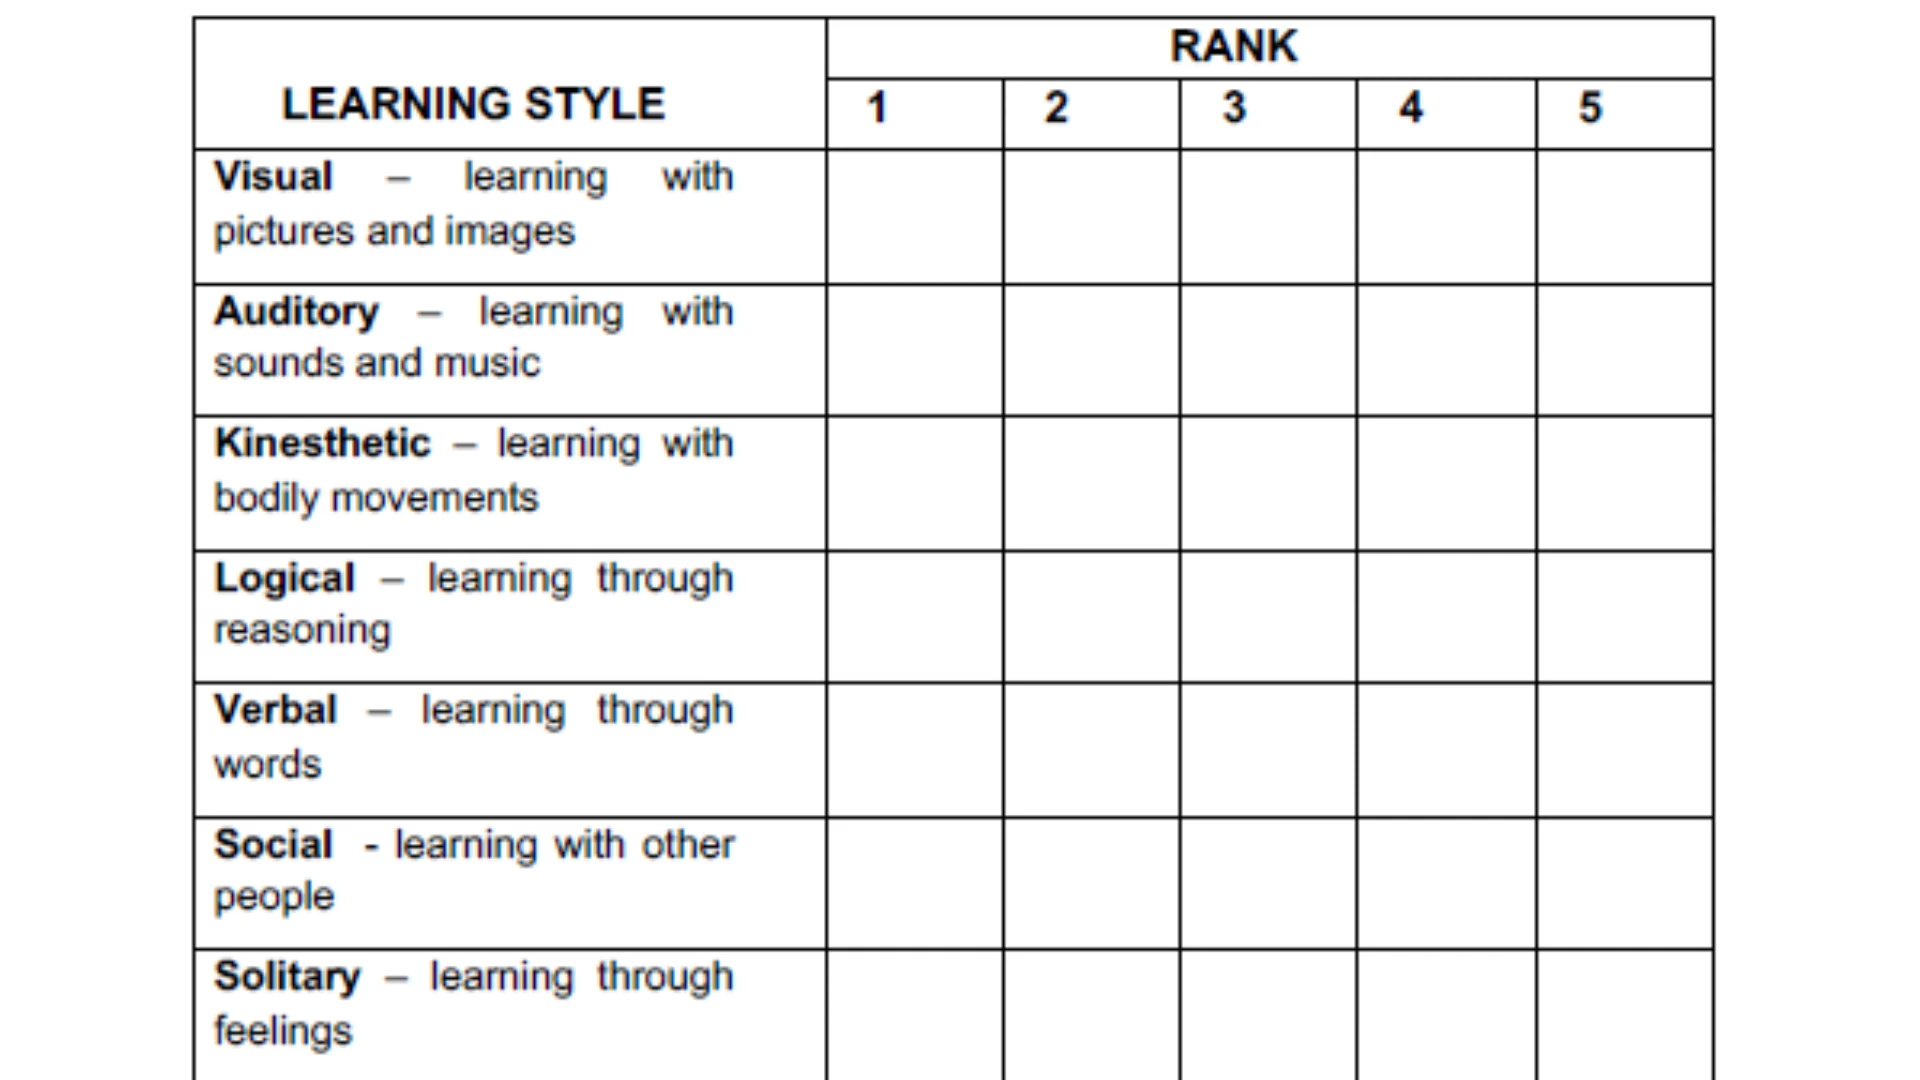 RANK
LEARNING STYLE
1 2 3 4 5
Visual – learning with
pictures and images
Auditory – learning with
sounds and music
Kinesthetic – learning with
bodily movements
Logical – learning through
reasoning
Verbal – learning through
words
Social - learning with other
people
Solitary – learning through
feelings